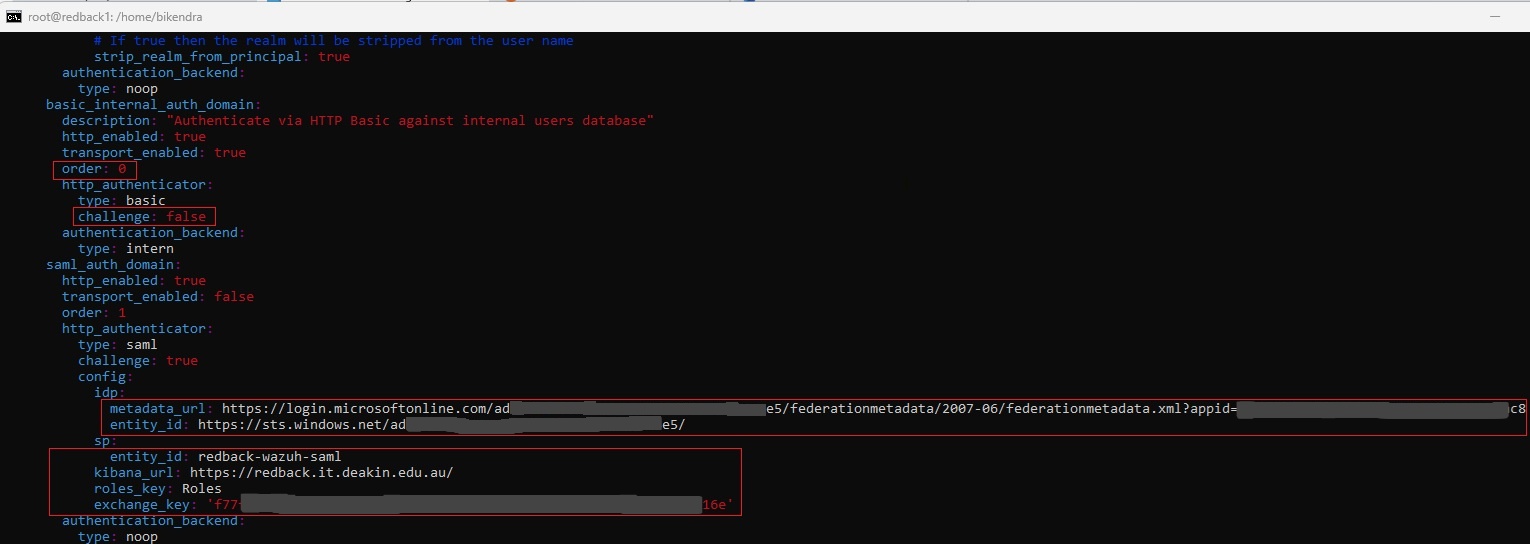 root@redback1: /home/bikendra
# If true then the realm will be stripped from the user name
strip_realm_from_principal: true
authentication_backend:
type: noop
basic_internal_auth_domain:
description: "Authenticate via HTTP Basic against internal users database"
http_enabled: true
transport_enabled: true
order: 0
http_authenticator:
type: basic
challenge: false
authentication_backend:
type: intern
saml_auth_domain:
http_enabled: true
transport_enabled: false
order: 1
http_authenticator:
type: saml
challenge: true
config:
idp:
metadata_url: https://login.microsoftonline.com/ad e5/federationmetadata/2007-06/federationmetadata.xml?appid= c8
entity_id: https://sts.windows.net/ad e5/
sp:
entity_id: redback-wazuh-saml
kibana_url: https://redback.it.deakin.edu.au/
roles_key: Roles
exchange_key: 'f77 16e'
authentication_backend:
type: noop